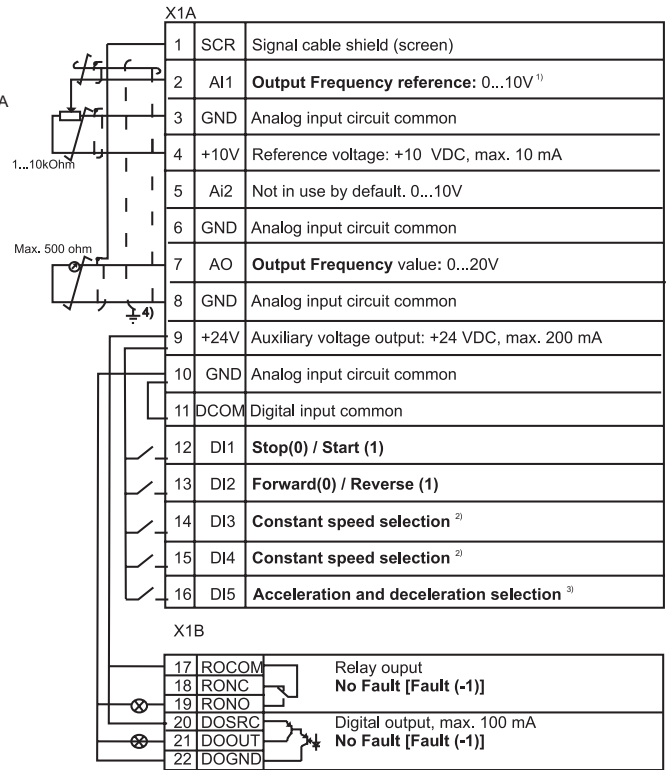 X1A
1 SCR Signal cable shield (screen)
2 AI1 Output Frequency reference: 0...10V 1)
A
3 GND Analog input circuit common
4 +10V Reference voltage: +10 VDC, max. 10 mA
1...10kOhm
5 Ai2 Not in use by default. 0...10V
6 GND Analog input circuit common
Max. 500 ohm
7 AO Output Frequency value: 0...20V
8 GND Analog input circuit common
4)
9 +24V Auxiliary voltage output: +24 VDC, max. 200 mA
10 GND Analog input circuit common
11 DCOM Digital input common
12 DI1 Stop(0) / Start (1)
13 DI2 Forward(0) / Reverse (1)
14 DI3 Constant speed selection 2)
15 DI4 Constant speed selection 2)
16 DI5 Acceleration and deceleration selection 3)
X1B
17 ROCOM Relay ouput
18 RONC No Fault [Fault (-1)]
19 RONO
20 DOSRC Digital output, max. 100 mA
21 DOOUT No Fault [Fault (-1)]
22 DOGND